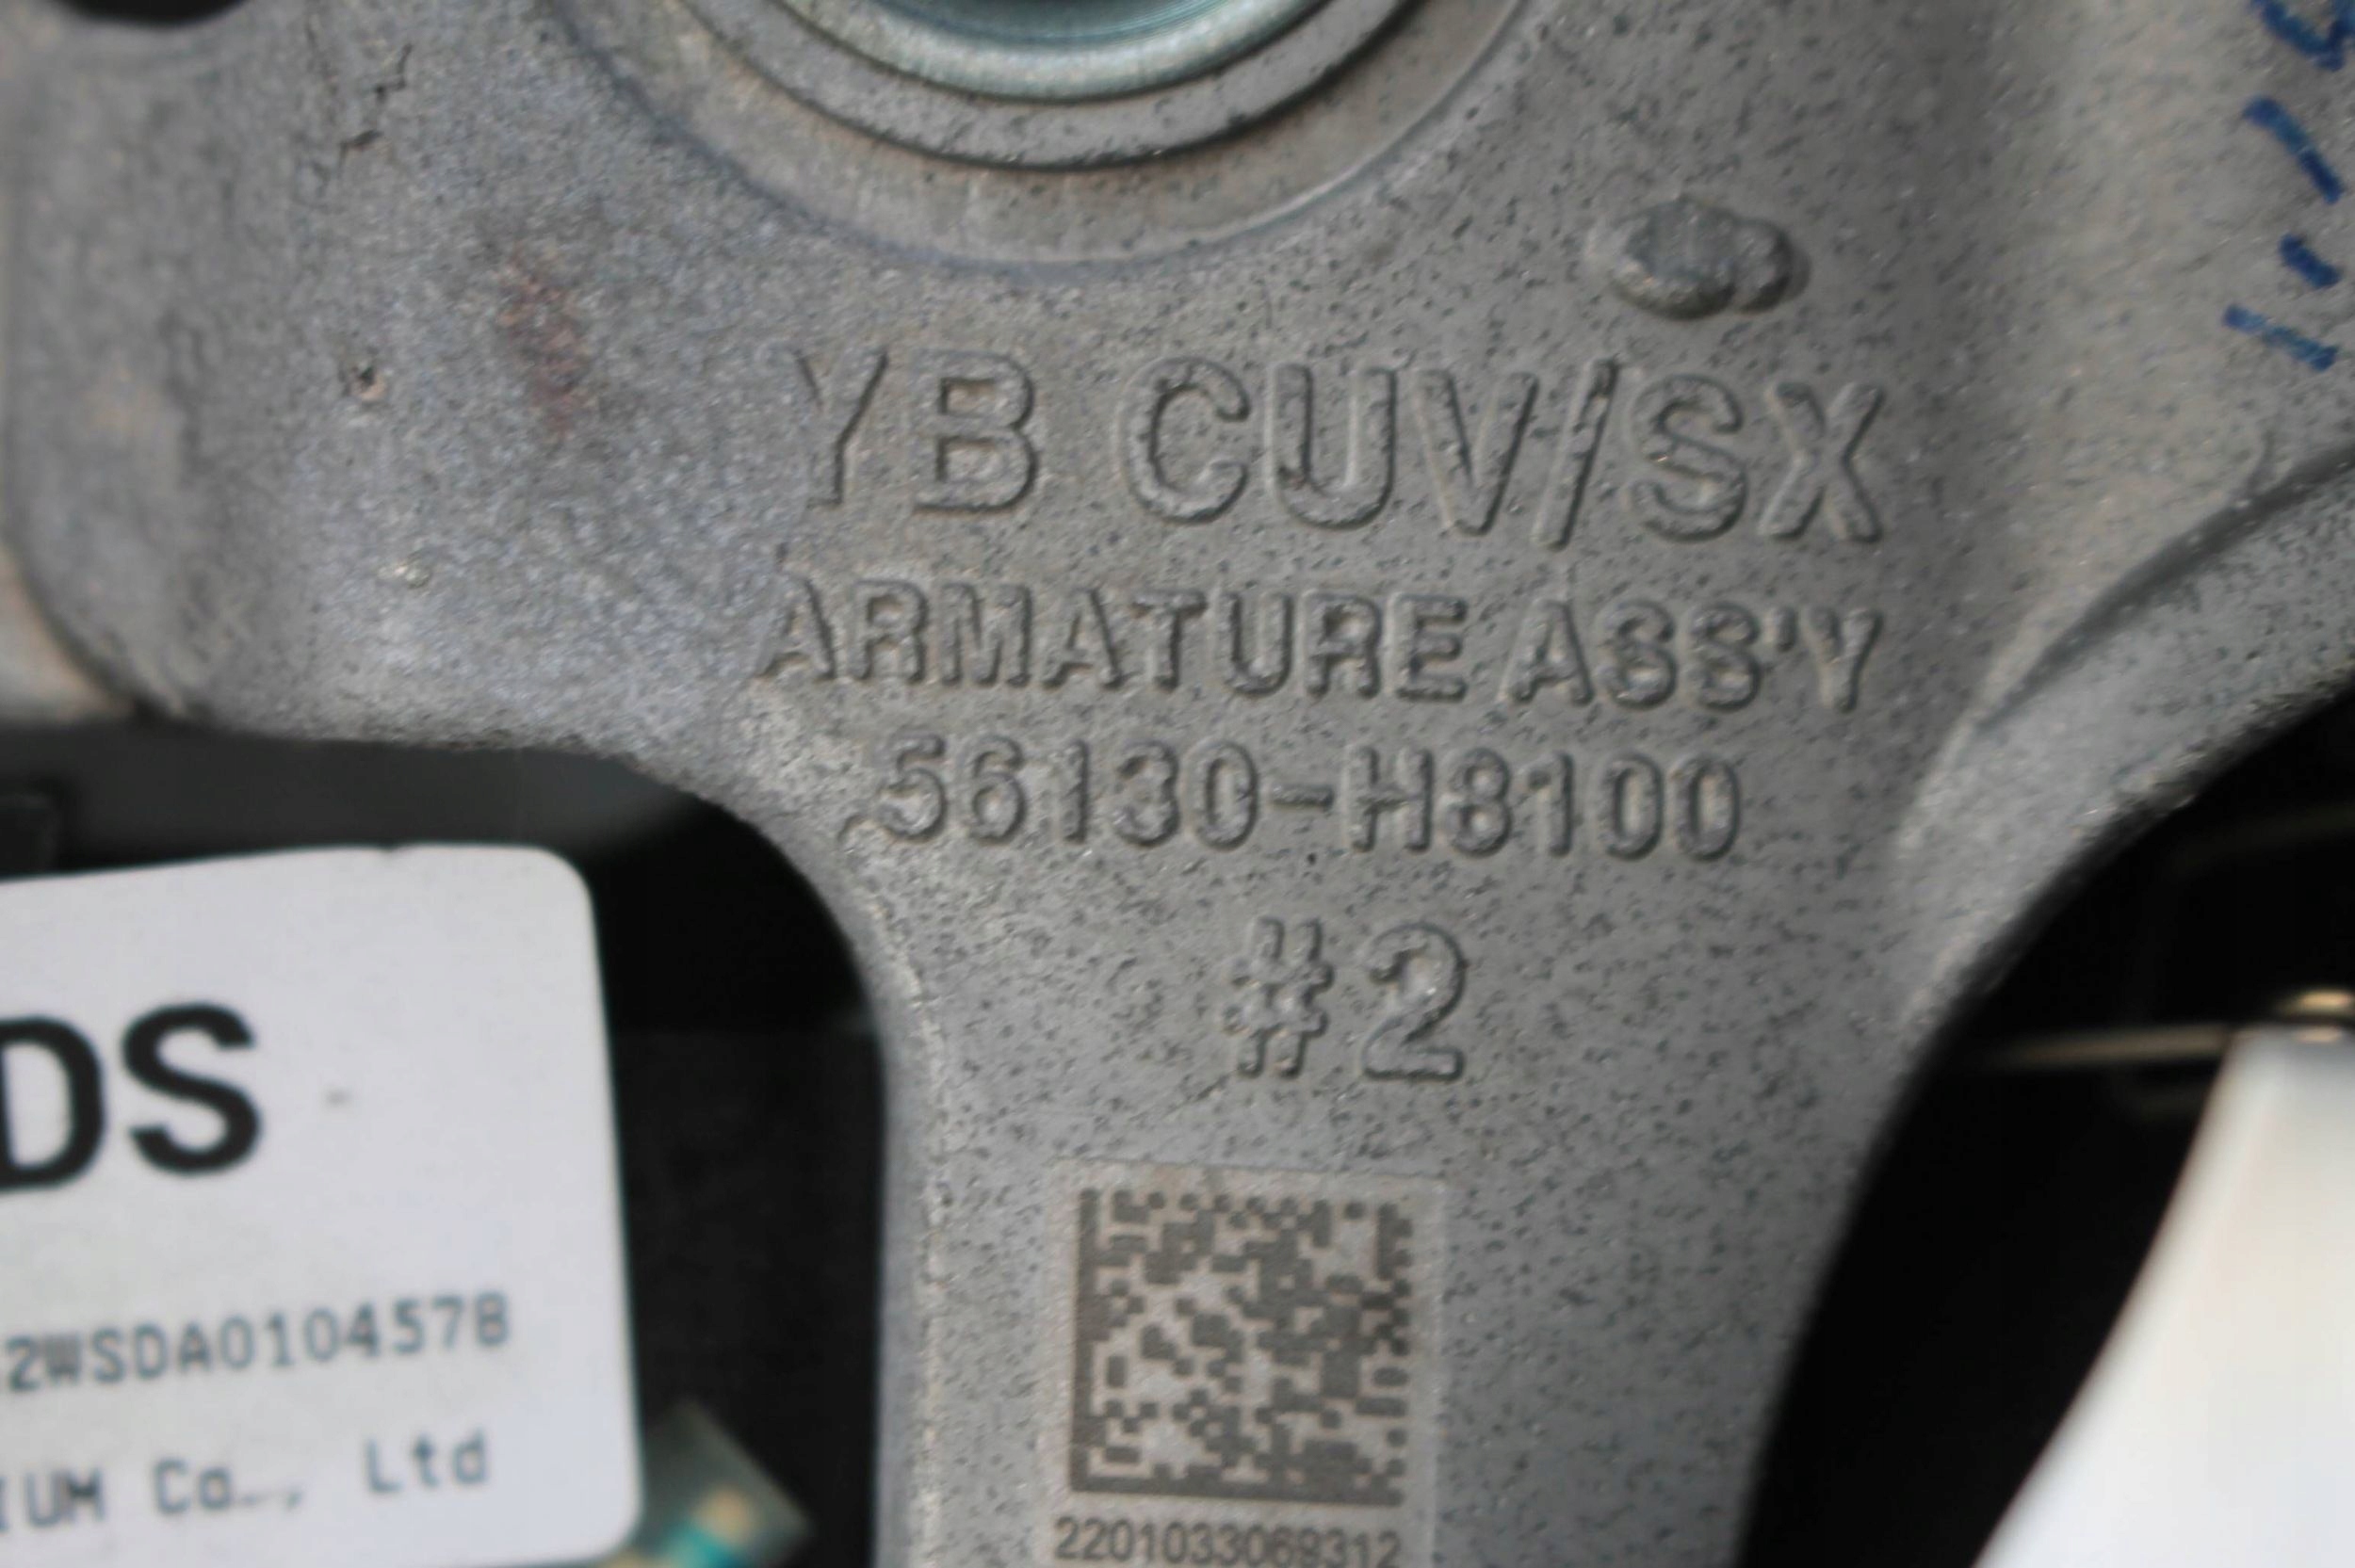 YB CUV/SX
ARMATURE ASS'Y
56130-H8100
#2
2201033068312
DS
2WSDA0104578
IUM Co., Ltd